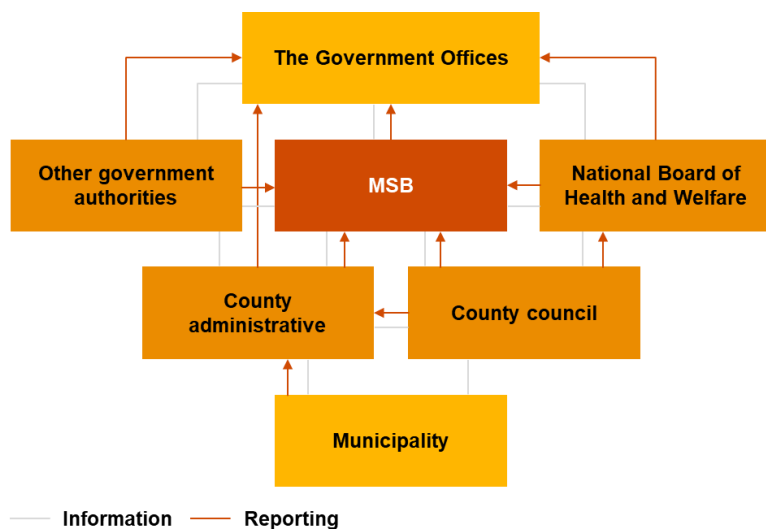 The Government Offices
Other government
authorities
MSB
National Board of
Health and Welfare
County
administrative
County council
Municipality
Information
Reporting